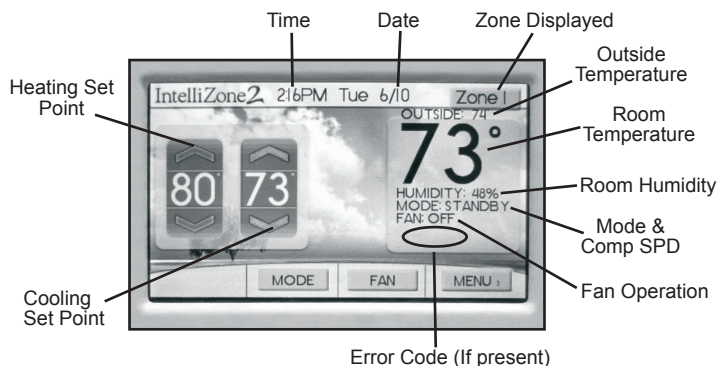 Time
Date
Zone Displayed
Outside
Temperature
Heating Set
Point
Room
Temperature
IntelliZone2 2:16PM Tue 6/10 Zone 1
OUTSIDE: 74°
73°
80 73
HUMIDITY: 48%
MODE: STANDBY
FAN: OFF
Room Humidity
Mode &
Comp SPD
Fan Operation
Cooling
Set Point
MODE FAN MENU ›
Error Code (If present)